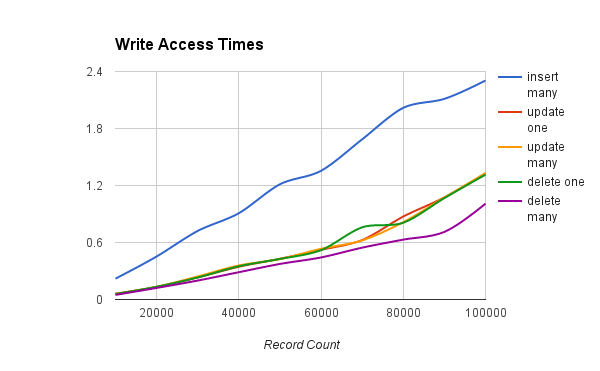 Write Access Times
2.4
1.8
1.2
0.6
0
20000 40000 60000 80000 100000
Record Count
insert
many
update
one
update
many
delete one
delete
many